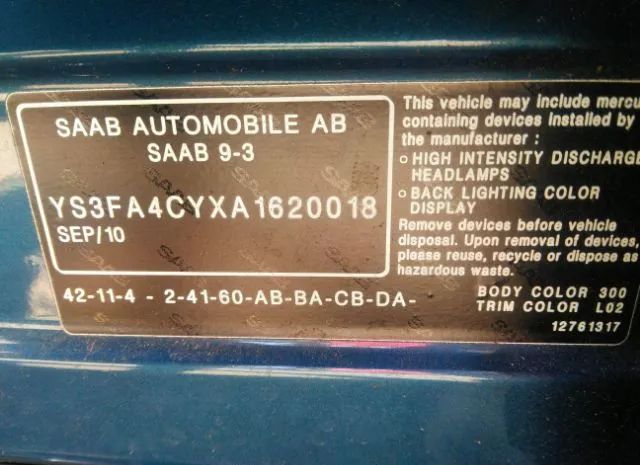 SAAB AUTOMOBILE AB
SAAB 9-3
YS3FA4CYXA1620018
SEP/10
42-11-4 - 2-41-60-AB-BA-CB-DA-
This vehicle may include mercu
containing devices installed by
the manufacturer :
o HIGH INTENSITY DISCHARGE
HEADLAMPS
o BACK LIGHTING COLOR
DISPLAY
Remove devices before vehicle
disposal. Upon removal of devices,
please reuse, recycle or dispose as
hazardous waste.
BODY COLOR 300
TRIM COLOR L02
12761317